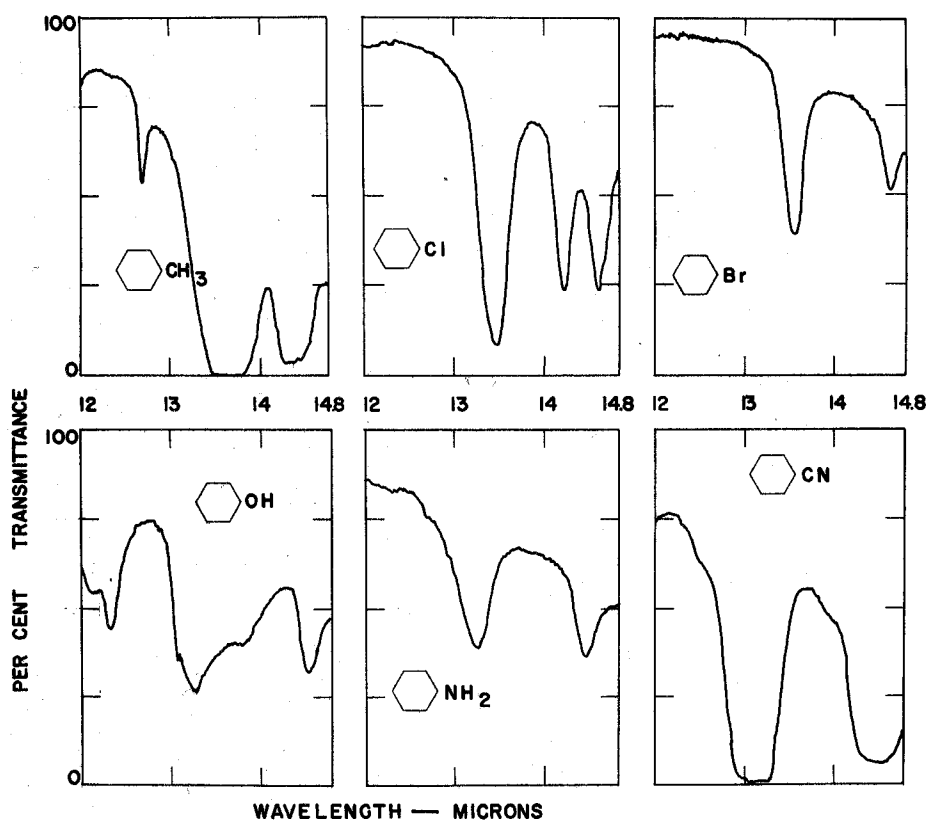 100
CH3
0
Cl
Br
12 13 14 14.8
12 13 14 14.8
12 13 14 14.8
PER CENT TRANSMITTANCE
100
OH
0
NH2
CN
WAVELENGTH — MICRONS